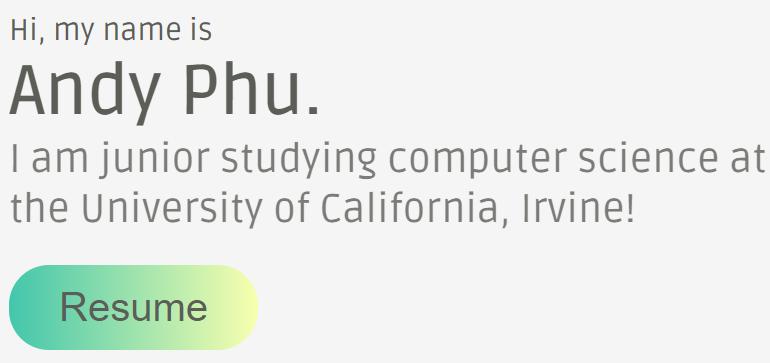 Hi, my name is
Andy Phu.
I am junior studying computer science at
the University of California, Irvine!
Resume